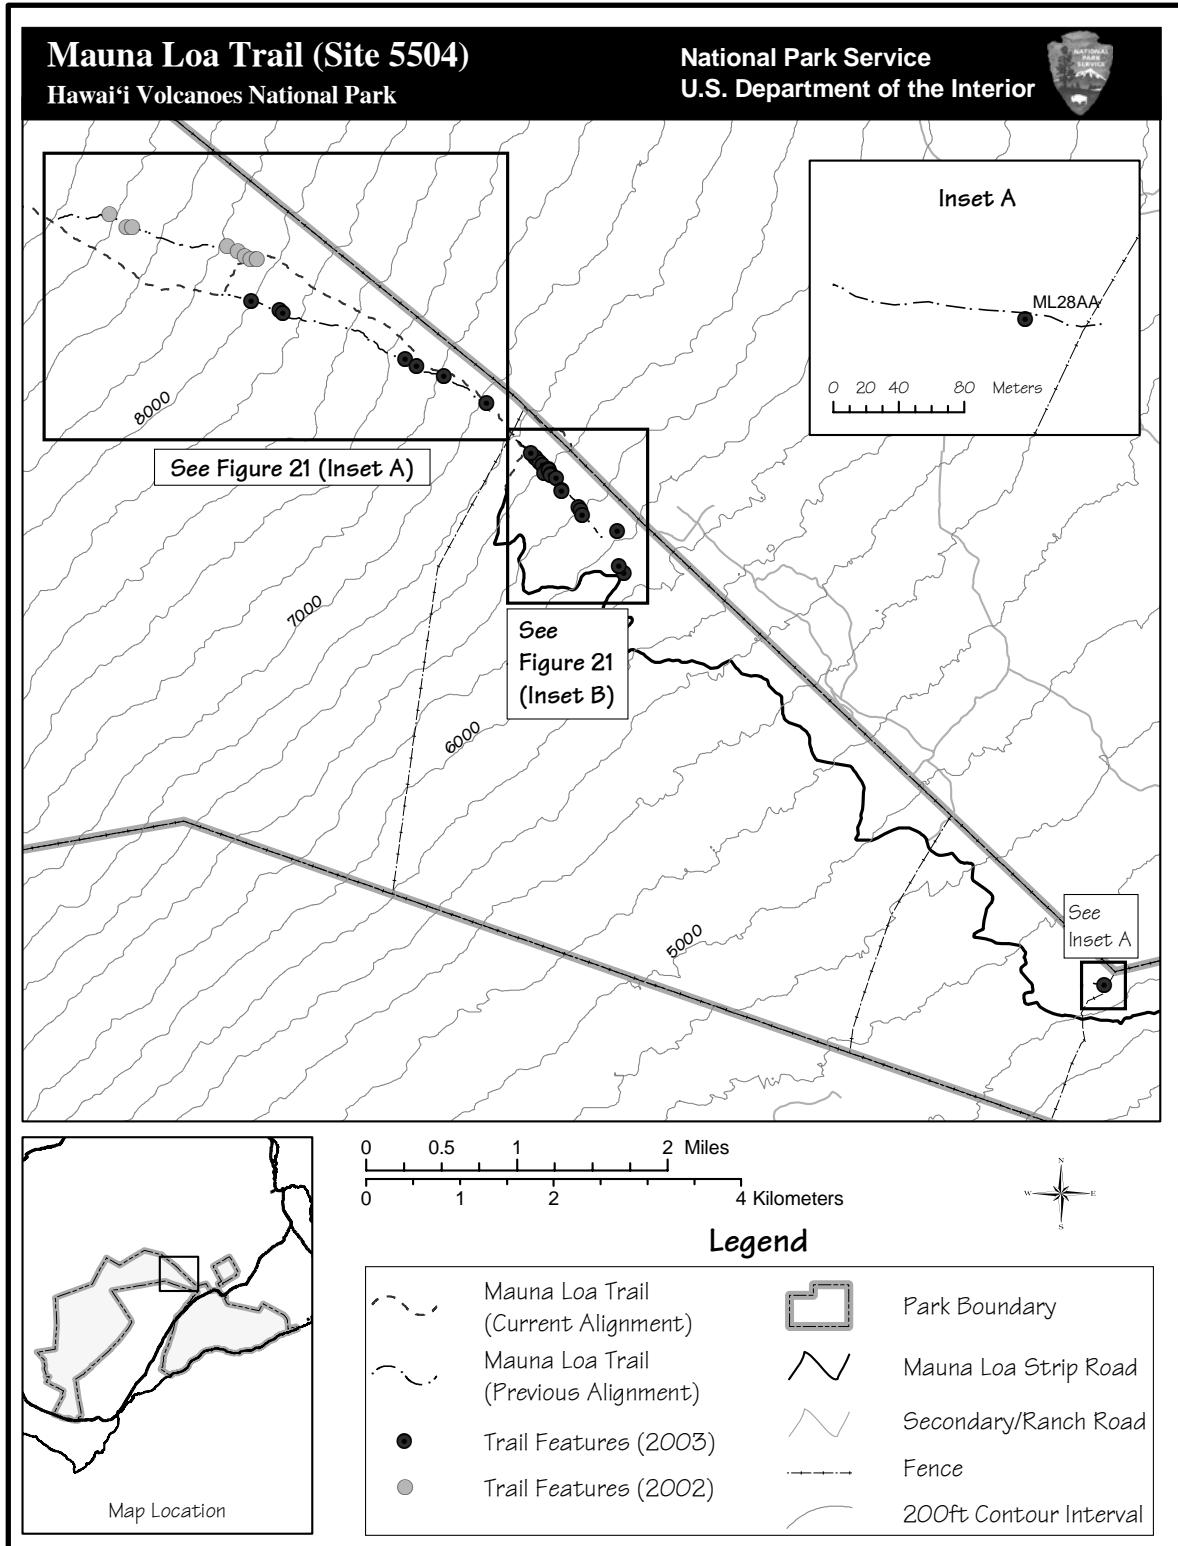 Mauna Loa Trail (Site 5504)
Hawai‘i Volcanoes National Park
National Park Service
U.S. Department of the Interior
NATIONAL
PARK
SERVICE
Inset A
ML28AA
0 20 40 80 Meters
8000
See Figure 21 (Inset A)
7000
See
Figure 21
(Inset B)
6000
5000
See
Inset A
0 0.5 1 2 Miles
0 1 2 4 Kilometers
N
W E
S
Map Location
Legend
Mauna Loa Trail
(Current Alignment)
Mauna Loa Trail
(Previous Alignment)
Trail Features (2003)
Trail Features (2002)
Park Boundary
Mauna Loa Strip Road
Secondary/Ranch Road
Fence
200ft Contour Interval